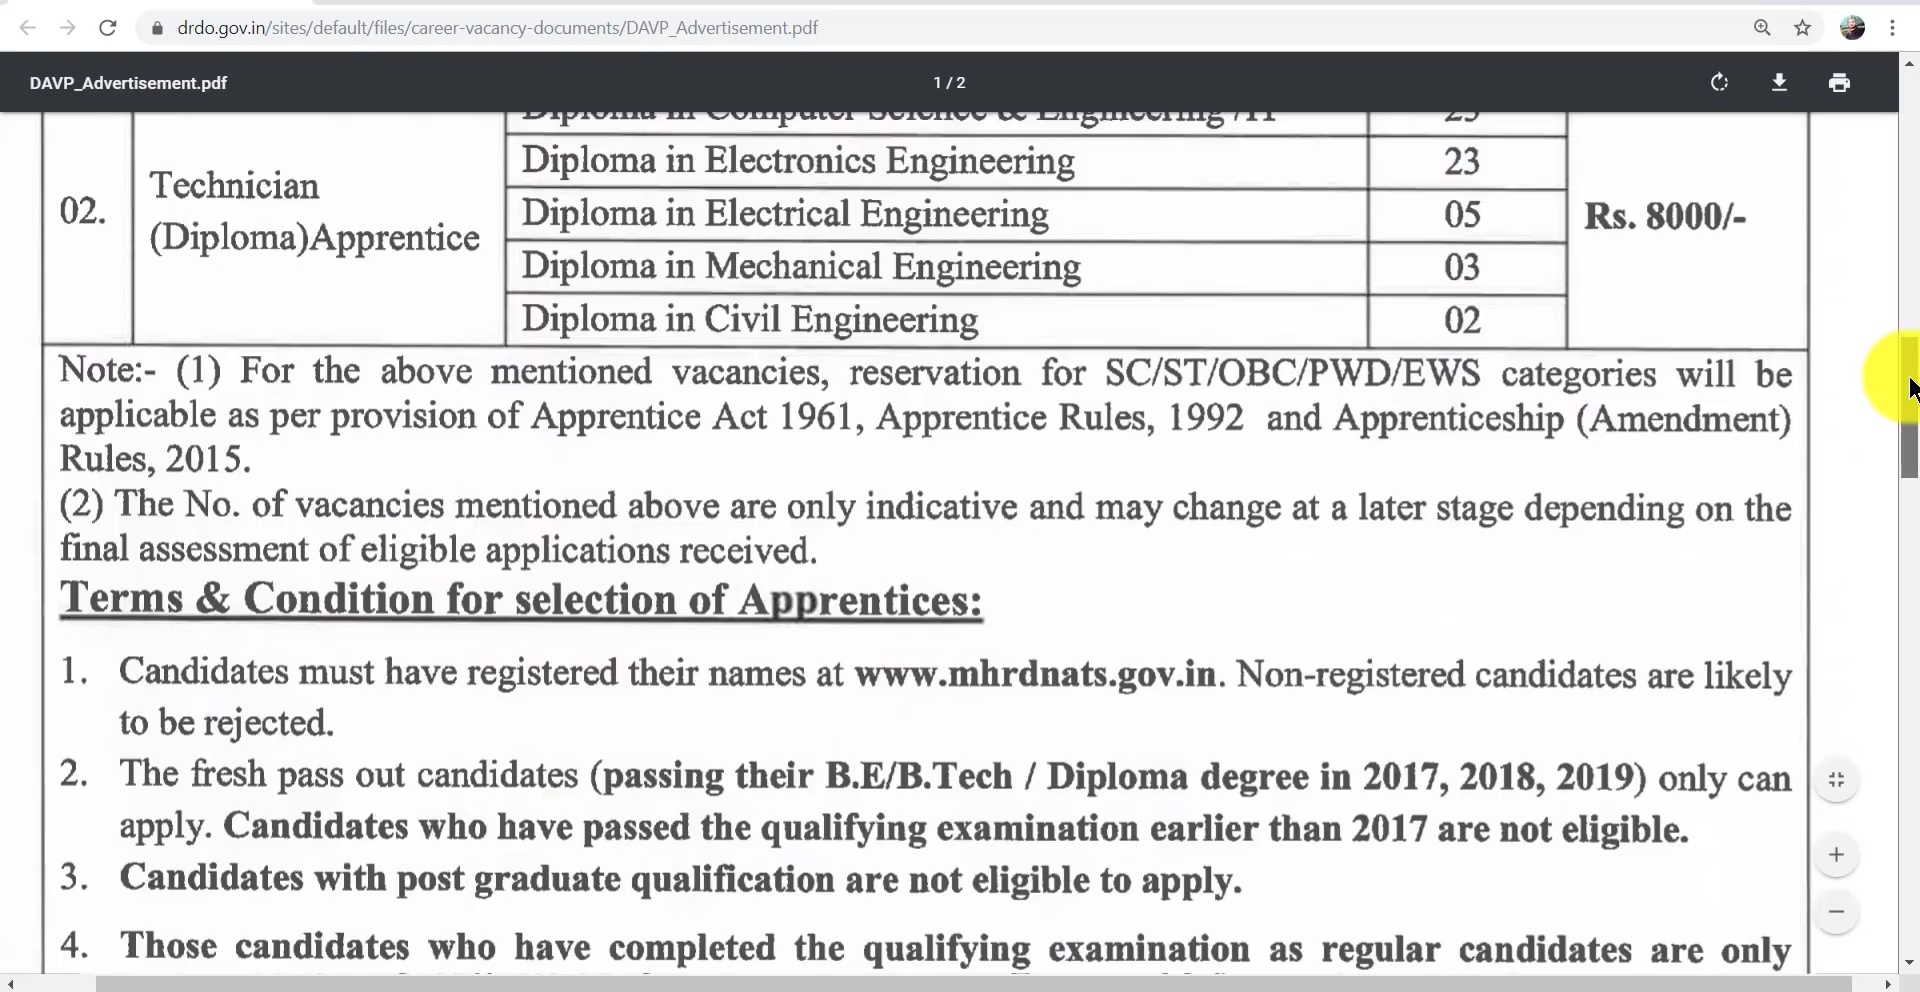 drdo.gov.in/sites/default/files/career-vacancy-documents/DAVP_Advertisement.pdf
DAVP_Advertisement.pdf
1 / 2
Diploma in Computer Science & Engineering /IT
02.
Technician
(Diploma)Apprentice
Diploma in Electronics Engineering 23
Diploma in Electrical Engineering 05
Diploma in Mechanical Engineering 03
Diploma in Civil Engineering 02
Rs. 8000/-
Note:- (1) For the above mentioned vacancies, reservation for SC/ST/OBC/PWD/EWS categories will be
applicable as per provision of Apprentice Act 1961, Apprentice Rules, 1992 and Apprenticeship (Amendment)
Rules, 2015.
(2) The No. of vacancies mentioned above are only indicative and may change at a later stage depending on the
final assessment of eligible applications received.
Terms & Condition for selection of Apprentices:
1. Candidates must have registered their names at www.mhrdnats.gov.in. Non-registered candidates are likely
to be rejected.
2. The fresh pass out candidates (passing their B.E/B.Tech / Diploma degree in 2017, 2018, 2019) only can
apply. Candidates who have passed the qualifying examination earlier than 2017 are not eligible.
3. Candidates with post graduate qualification are not eligible to apply.
4. Those candidates who have completed the qualifying examination as regular candidates are only